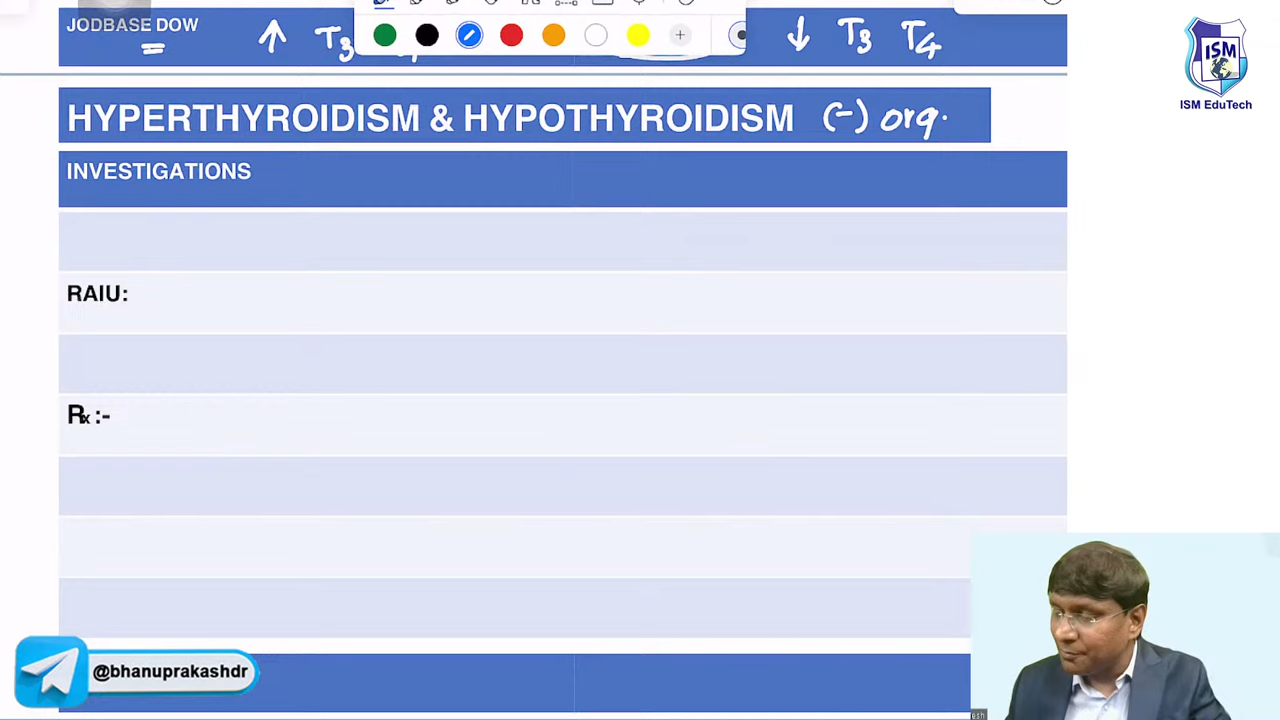 JODBASE DOW ↑ T3 ↓ T3 T4
ISM
ISM EduTech
HYPERTHYROIDISM & HYPOTHYROIDISM (-) org.
INVESTIGATIONS
RAIU:
Rx :-
@bhanuprakashdr